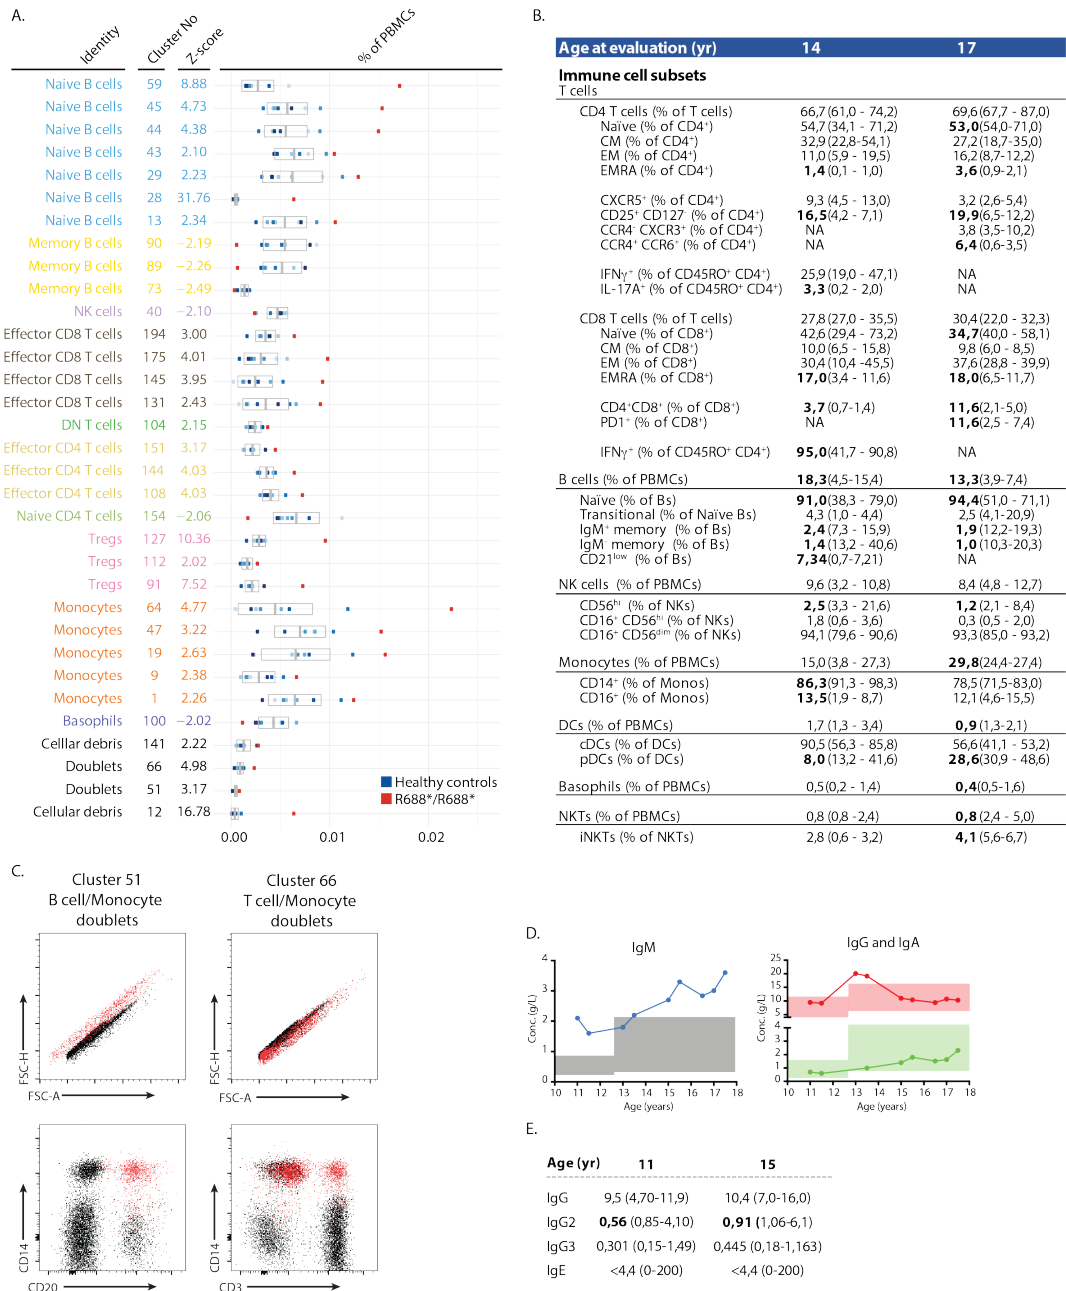 A.
Identity
Cluster No
Z-score
% of PBMCs
Naive B cells 59 8.88
Naive B cells 45 4.73
Naive B cells 44 4.38
Naive B cells 43 2.10
Naive B cells 29 2.23
Naive B cells 28 31.76
Naive B cells 13 2.34
Memory B cells 90 −2.19
Memory B cells 89 −2.26
Memory B cells 73 −2.49
NK cells 40 −2.10
Effector CD8 T cells 194 3.00
Effector CD8 T cells 175 4.01
Effector CD8 T cells 145 3.95
Effector CD8 T cells 131 2.43
DN T cells 104 2.15
Effector CD4 T cells 151 3.17
Effector CD4 T cells 144 4.03
Effector CD4 T cells 108 4.03
Naive CD4 T cells 154 −2.06
Tregs 127 10.36
Tregs 112 2.02
Tregs 91 7.52
Monocytes 64 4.77
Monocytes 47 3.22
Monocytes 19 2.63
Monocytes 9 2.38
Monocytes 1 2.26
Basophils 100 −2.02
Celllar debris 141 2.22
Doublets 66 4.98
Doublets 51 3.17
Cellular debris 12 16.78
Healthy controls
R688*/R688*
0.00 0.01 0.02
B.
Age at evaluation (yr) 14 17
Immune cell subsets
T cells
CD4 T cells (% of T cells) 66,7 (61,0 - 74,2) 69,6 (67,7 - 87,0)
Naïve (% of CD4⁺) 54,7 (34,1 - 71,2) 53,0 (54,0-71,0)
CM (% of CD4⁺) 32,9 (22,8-54,1) 27,2 (18,7-35,0)
EM (% of CD4⁺) 11,0 (5,9 - 19,5) 16,2 (8,7-12,2)
EMRA (% of CD4⁺) 1,4 (0,1 - 1,0) 3,6 (0,9-2,1)
CXCR5⁺ (% of CD4⁺) 9,3 (4,5 - 13,0) 3,2 (2,6-5,4)
CD25⁺ CD127⁻ (% of CD4⁺) 16,5 (4,2 - 7,1) 19,9 (6,5-12,2)
CCR4⁻ CXCR3⁺ (% of CD4⁺) NA 3,8 (3,5-10,2)
CCR4⁺ CCR6⁺ (% of CD4⁺) NA 6,4 (0,6-3,5)
IFNγ⁺ (% of CD45RO⁺ CD4⁺) 25,9 (19,0 - 47,1) NA
IL-17A⁺ (% of CD45RO⁺ CD4⁺) 3,3 (0,2 - 2,0) NA
CD8 T cells (% of T cells) 27,8 (27,0 - 35,5) 30,4 (22,0 - 32,3)
Naïve (% of CD8⁺) 42,6 (29,4 - 73,2) 34,7 (40,0 - 58,1)
CM (% of CD8⁺) 10,0 (6,5 - 15,8) 9,8 (6,0 - 8,5)
EM (% of CD8⁺) 30,4 (10,4 -45,5) 37,6 (28,8 - 39,9)
EMRA (% of CD8⁺) 17,0 (3,4 - 11,6) 18,0 (6,5-11,7)
CD4⁺CD8⁺ (% of CD8⁺) 3,7 (0,7-1,4) 11,6 (2,1-5,0)
PD1⁺ (% of CD8⁺) NA 11,6 (2,5 - 7,4)
IFNγ⁺ (% of CD45RO⁺ CD4⁺) 95,0 (41,7 - 90,8) NA
B cells (% of PBMCs) 18,3 (4,5-15,4) 13,3 (3,9-7,4)
Naïve (% of Bs) 91,0 (38,3 - 79,0) 94,4 (51,0 - 71,1)
Transitional (% of Naïve Bs) 4,3 (1,0 - 4,4) 2,5 (4,1-20,9)
IgM⁺ memory (% of Bs) 2,4 (7,3 - 15,9) 1,9 (12,2-19,3)
IgM⁻ memory (% of Bs) 1,4 (13,2 - 40,6) 1,0 (10,3-20,3)
CD21ˡᵒʷ (% of Bs) 7,34 (0,7-7,21) NA
NK cells (% of PBMCs) 9,6 (3,2 - 10,8) 8,4 (4,8 - 12,7)
CD56ʰⁱ (% of NKs) 2,5 (3,3 - 21,6) 1,2 (2,1 - 8,4)
CD16⁺ CD56ʰⁱ (% of NKs) 1,8 (0,6 - 3,6) 0,3 (0,5 - 2,0)
CD16⁺ CD56ᵈⁱᵐ (% of NKs) 94,1 (79,6 - 90,6) 93,3 (85,0 - 93,2)
Monocytes (% of PBMCs) 15,0 (3,8 - 27,3) 29,8 (24,4-27,4)
CD14⁺ (% of Monos) 86,3 (91,3 - 98,3) 78,5 (71,5-83,0)
CD16⁺ (% of Monos) 13,5 (1,9 - 8,7) 12,1 (4,6-15,5)
DCs (% of PBMCs) 1,7 (1,3 - 3,4) 0,9 (1,3-2,1)
cDCs (% of DCs) 90,5 (56,3 - 85,8) 56,6 (41,1 - 53,2)
pDCs (% of DCs) 8,0 (13,2 - 41,6) 28,6 (30,9 - 48,6)
Basophils (% of PBMCs) 0,5 (0,2 - 1,4) 0,4 (0,5-1,6)
NKTs (% of PBMCs) 0,8 (0,8 -2,4) 0,8 (2,4 - 5,0)
iNKTs (% of NKTs) 2,8 (0,6 - 3,2) 4,1 (5,6-6,7)
C.
Cluster 51
B cell/Monocyte
doublets
Cluster 66
T cell/Monocyte
doublets
FSC-H
FSC-A
FSC-H
FSC-A
CD14
CD20
CD14
CD3
D.
IgM
Conc. (g/L)
4
3
2
1
0
10 11 12 13 14 15 16 17 18
Age (years)
IgG and IgA
Conc. (g/L)
25
20
15
10
5
4
3
2
1
0
10 11 12 13 14 15 16 17 18
Age (years)
E.
Age (yr) 11 15
IgG 9,5 (4,70-11,9) 10,4 (7,0-16,0)
IgG2 0,56 (0,85-4,10) 0,91 (1,06-6,1)
IgG3 0,301 (0,15-1,49) 0,445 (0,18-1,163)
IgE <4,4 (0-200) <4,4 (0-200)